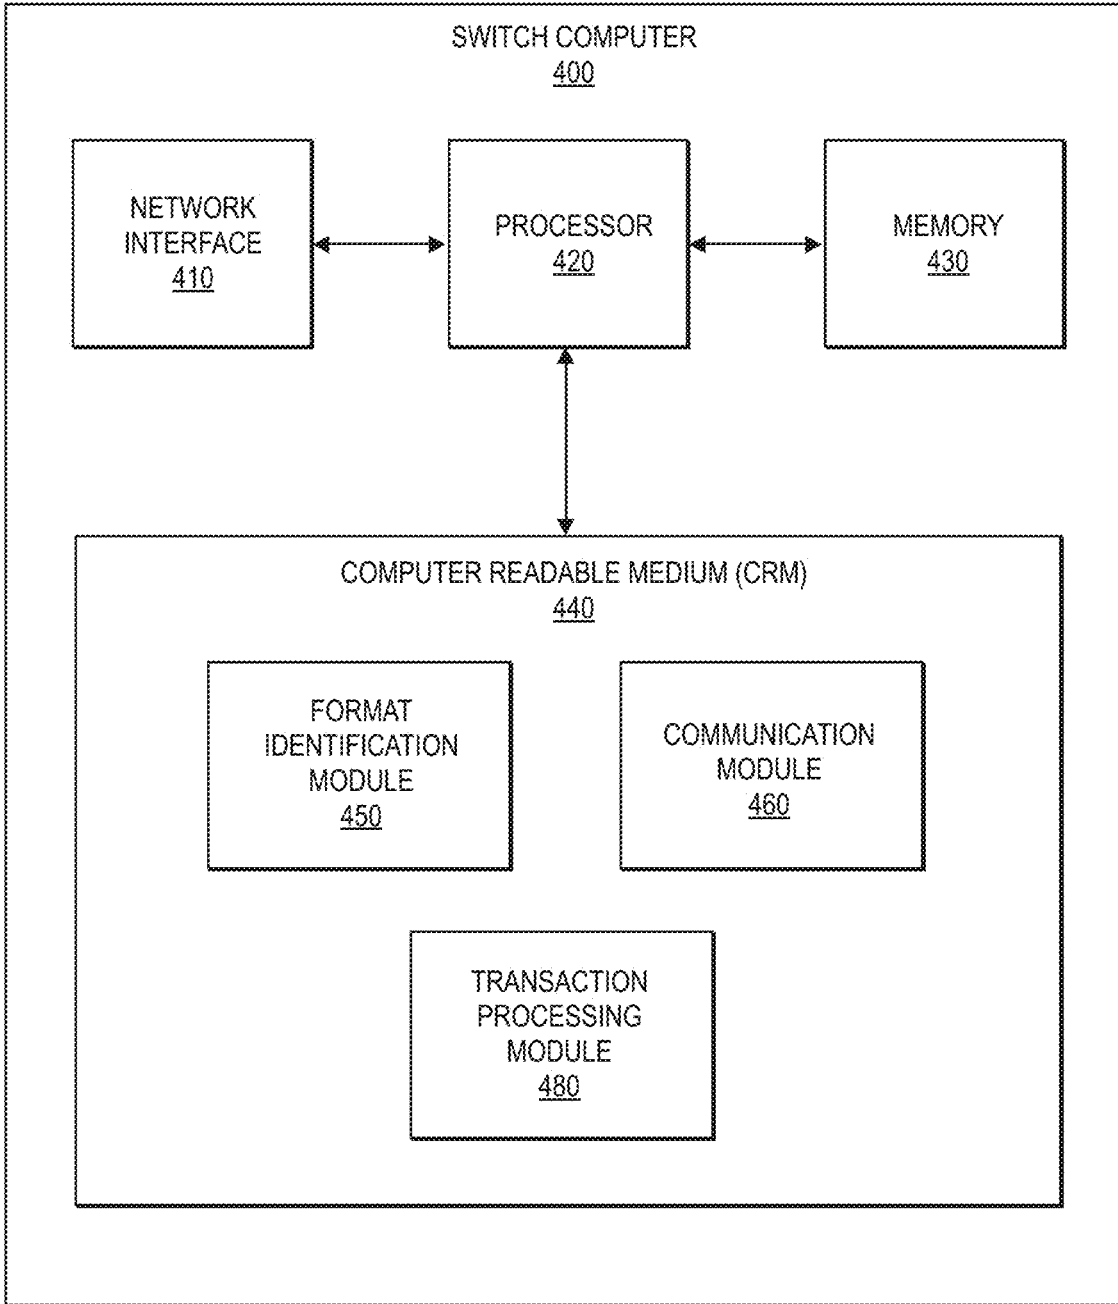 SWITCH COMPUTER
400
NETWORK
INTERFACE
410
PROCESSOR
420
MEMORY
430
COMPUTER READABLE MEDIUM (CRM)
440
FORMAT
IDENTIFICATION
MODULE
450
COMMUNICATION
MODULE
460
TRANSACTION
PROCESSING
MODULE
480